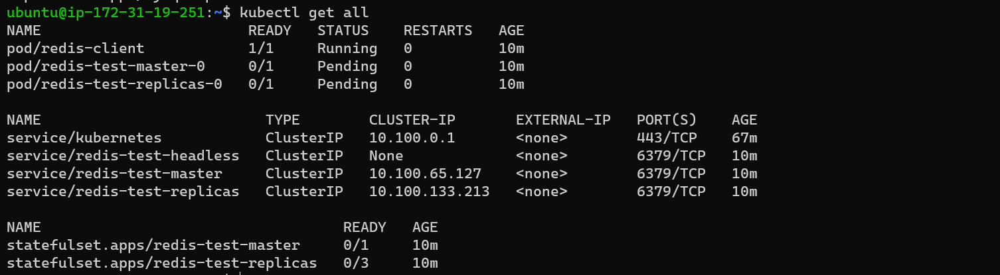 ubuntu@ip-172-31-19-251:~$ kubectl get all
NAME READY STATUS RESTARTS AGE
pod/redis-client 1/1 Running 0 10m
pod/redis-test-master-0 0/1 Pending 0 10m
pod/redis-test-replicas-0 0/1 Pending 0 10m
NAME TYPE CLUSTER-IP EXTERNAL-IP PORT(S) AGE
service/kubernetes ClusterIP 10.100.0.1 <none> 443/TCP 67m
service/redis-test-headless ClusterIP None <none> 6379/TCP 10m
service/redis-test-master ClusterIP 10.100.65.127 <none> 6379/TCP 10m
service/redis-test-replicas ClusterIP 10.100.133.213 <none> 6379/TCP 10m
NAME READY AGE
statefulset.apps/redis-test-master 0/1 10m
statefulset.apps/redis-test-replicas 0/3 10m